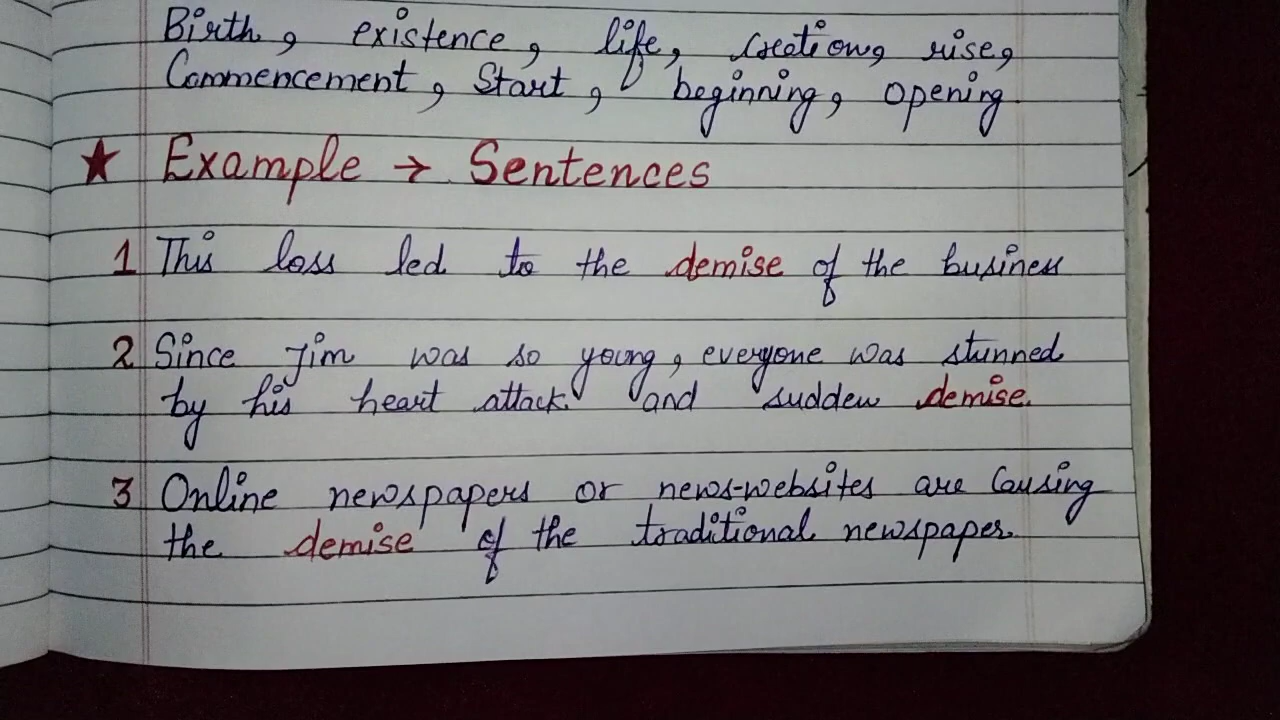 Birth, existence, life, creation, rise,
Commencement, Start, beginning, opening
★ Example → Sentences
1 This loss led to the demise of the business
2 Since Jim was so young, everyone was stunned
by his heart attack and sudden demise.
3 Online newspapers or news-websites are Causing
the demise of the traditional newspaper.